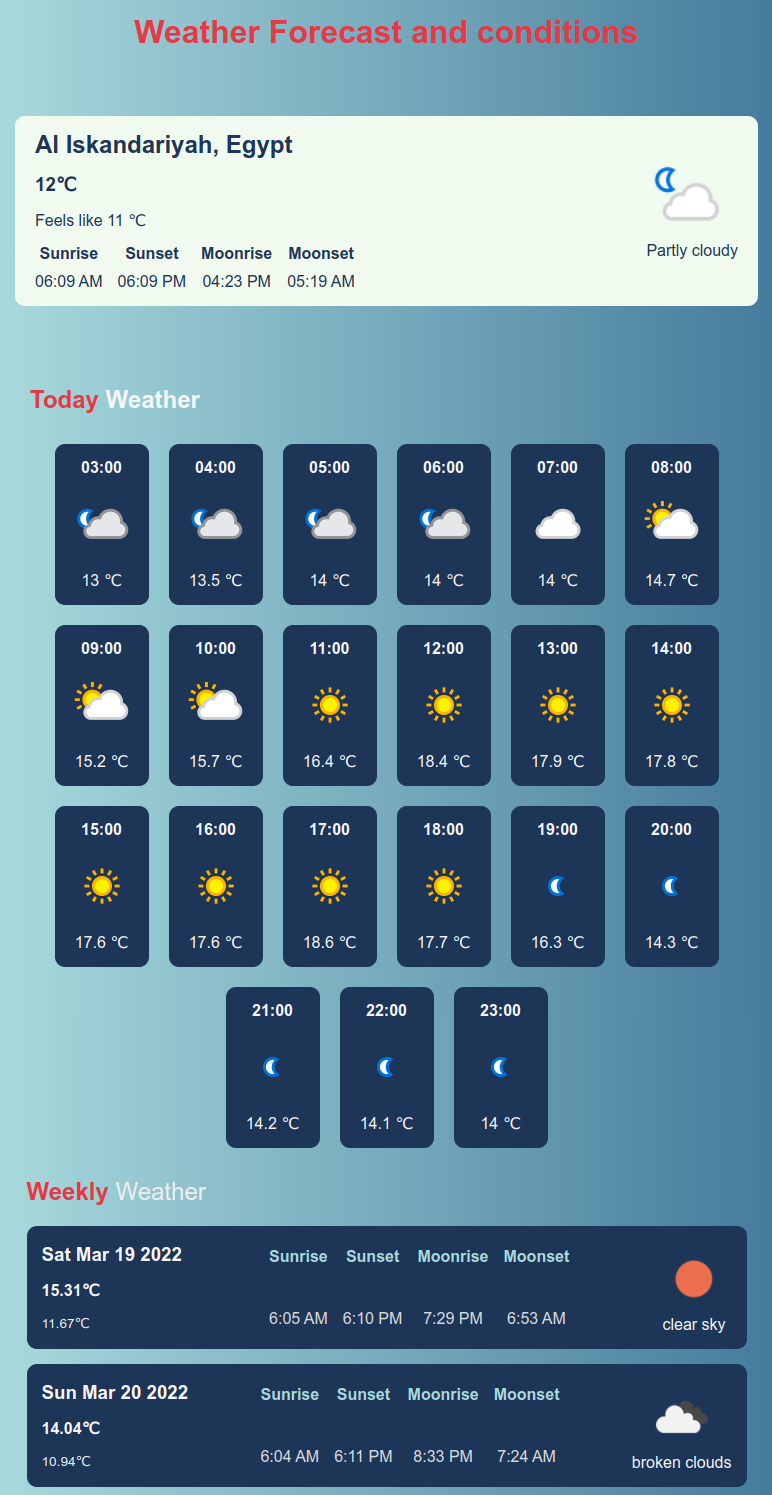 Weather Forecast and conditions
Al Iskandariyah, Egypt
12℃
Feels like 11 ℃
Sunrise Sunset Moonrise Moonset
06:09 AM 06:09 PM 04:23 PM 05:19 AM
Partly cloudy
Today Weather
03:00 04:00 05:00 06:00 07:00 08:00
13 ℃ 13.5 ℃ 14 ℃ 14 ℃ 14 ℃ 14.7 ℃
09:00 10:00 11:00 12:00 13:00 14:00
15.2 ℃ 15.7 ℃ 16.4 ℃ 18.4 ℃ 17.9 ℃ 17.8 ℃
15:00 16:00 17:00 18:00 19:00 20:00
17.6 ℃ 17.6 ℃ 18.6 ℃ 17.7 ℃ 16.3 ℃ 14.3 ℃
21:00 22:00 23:00
14.2 ℃ 14.1 ℃ 14 ℃
Weekly Weather
Sat Mar 19 2022
15.31℃
11.67℃
Sunrise Sunset Moonrise Moonset
6:05 AM 6:10 PM 7:29 PM 6:53 AM
clear sky
Sun Mar 20 2022
14.04℃
10.94℃
Sunrise Sunset Moonrise Moonset
6:04 AM 6:11 PM 8:33 PM 7:24 AM
broken clouds